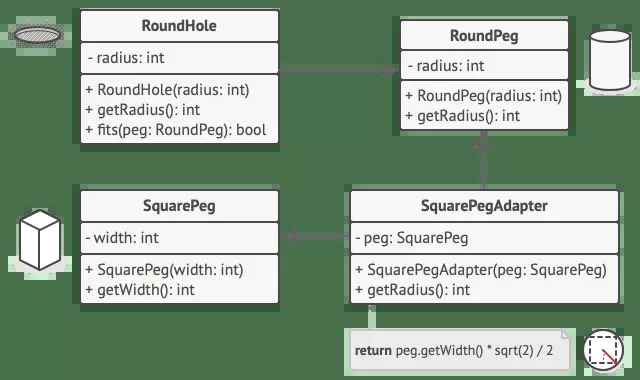 RoundHole
- radius: int
+ RoundHole(radius: int)
+ getRadius(): int
+ fits(peg: RoundPeg): bool
RoundPeg
- radius: int
+ RoundPeg(radius: int)
+ getRadius(): int
SquarePeg
- width: int
+ SquarePeg(width: int)
+ getWidth(): int
SquarePegAdapter
- peg: SquarePeg
+ SquarePegAdapter(peg: SquarePeg)
+ getRadius(): int
return peg.getWidth() * sqrt(2) / 2